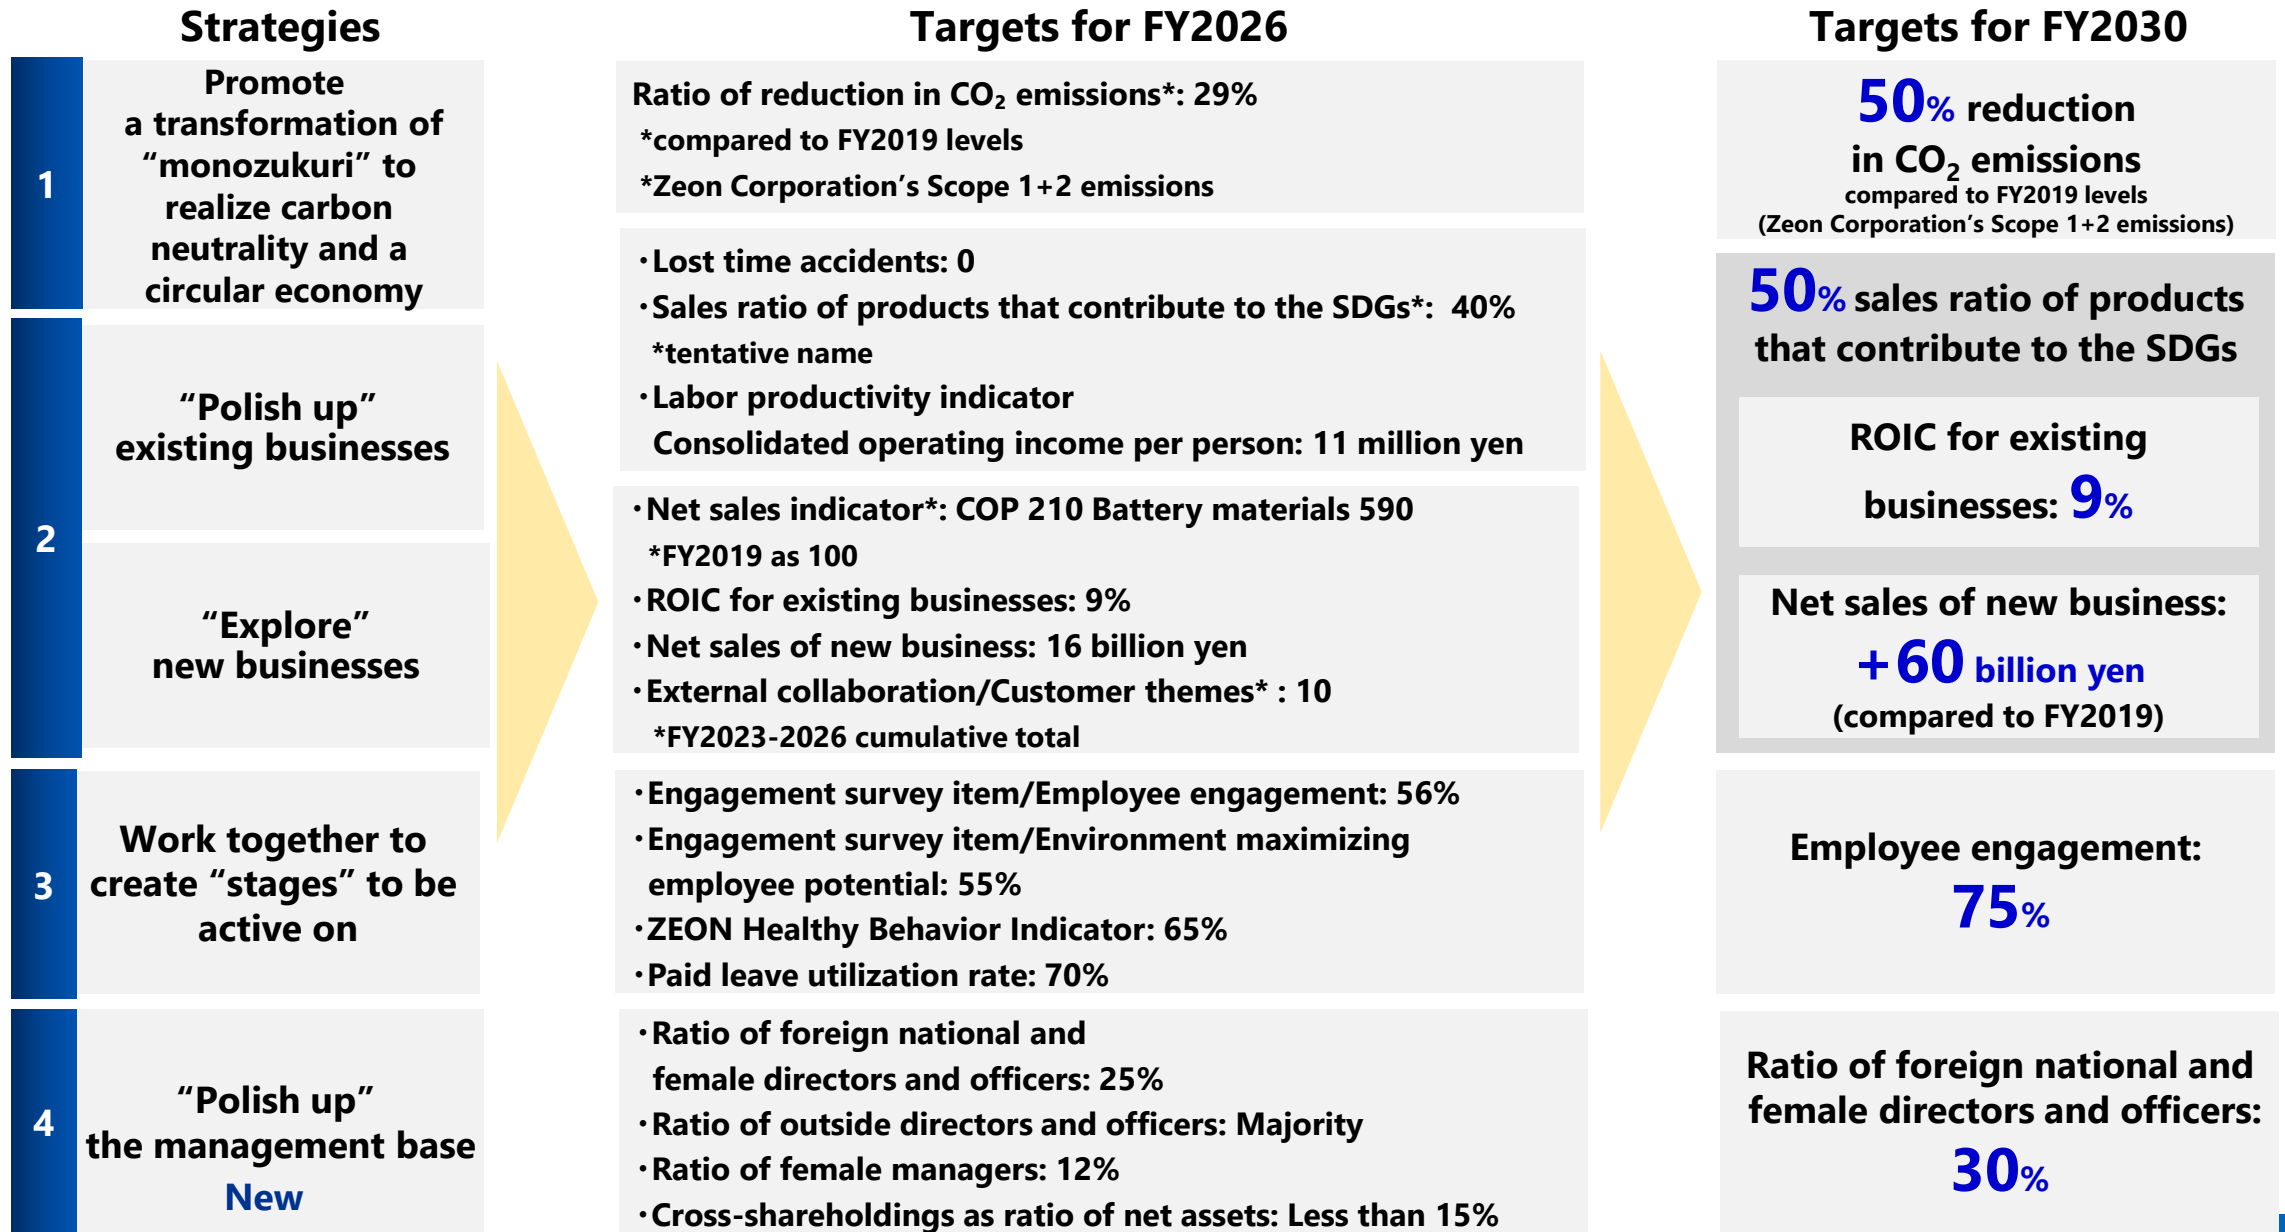 Strategies
Targets for FY2026
Targets for FY2030
1
Promote
a transformation of
“monozukuri” to
realize carbon
neutrality and a
circular economy
Ratio of reduction in CO₂ emissions*: 29%
*compared to FY2019 levels
*Zeon Corporation’s Scope 1+2 emissions
50% reduction
in CO₂ emissions
compared to FY2019 levels
(Zeon Corporation’s Scope 1+2 emissions)
2
“Polish up”
existing businesses
“Explore”
new businesses
・Lost time accidents: 0
・Sales ratio of products that contribute to the SDGs*: 40%
*tentative name
・Labor productivity indicator
Consolidated operating income per person: 11 million yen
・Net sales indicator*: COP 210 Battery materials 590
*FY2019 as 100
・ROIC for existing businesses: 9%
・Net sales of new business: 16 billion yen
・External collaboration/Customer themes* : 10
*FY2023-2026 cumulative total
50% sales ratio of products
that contribute to the SDGs
ROIC for existing
businesses: 9%
Net sales of new business:
+60 billion yen
(compared to FY2019)
3
Work together to
create “stages” to be
active on
・Engagement survey item/Employee engagement: 56%
・Engagement survey item/Environment maximizing
employee potential: 55%
・ZEON Healthy Behavior Indicator: 65%
・Paid leave utilization rate: 70%
Employee engagement:
75%
4
“Polish up”
the management base
New
・Ratio of foreign national and
female directors and officers: 25%
・Ratio of outside directors and officers: Majority
・Ratio of female managers: 12%
・Cross-shareholdings as ratio of net assets: Less than 15%
Ratio of foreign national and
female directors and officers:
30%